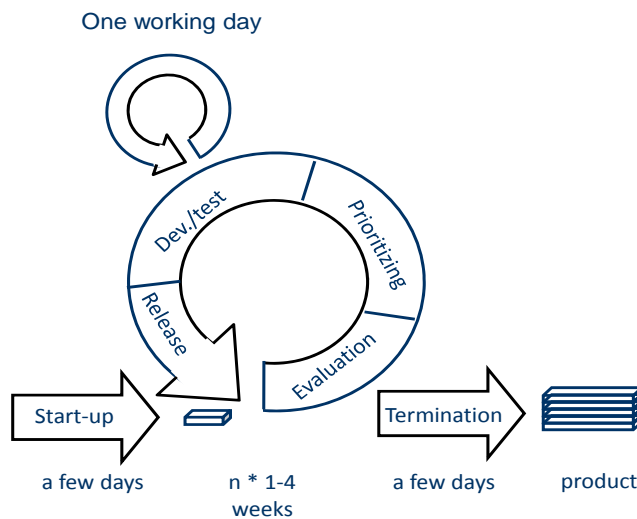 One working day
Dev./test
Prioritizing
Release
Evaluation
Start-up
Termination
a few days
n * 1-4
weeks
a few days
product